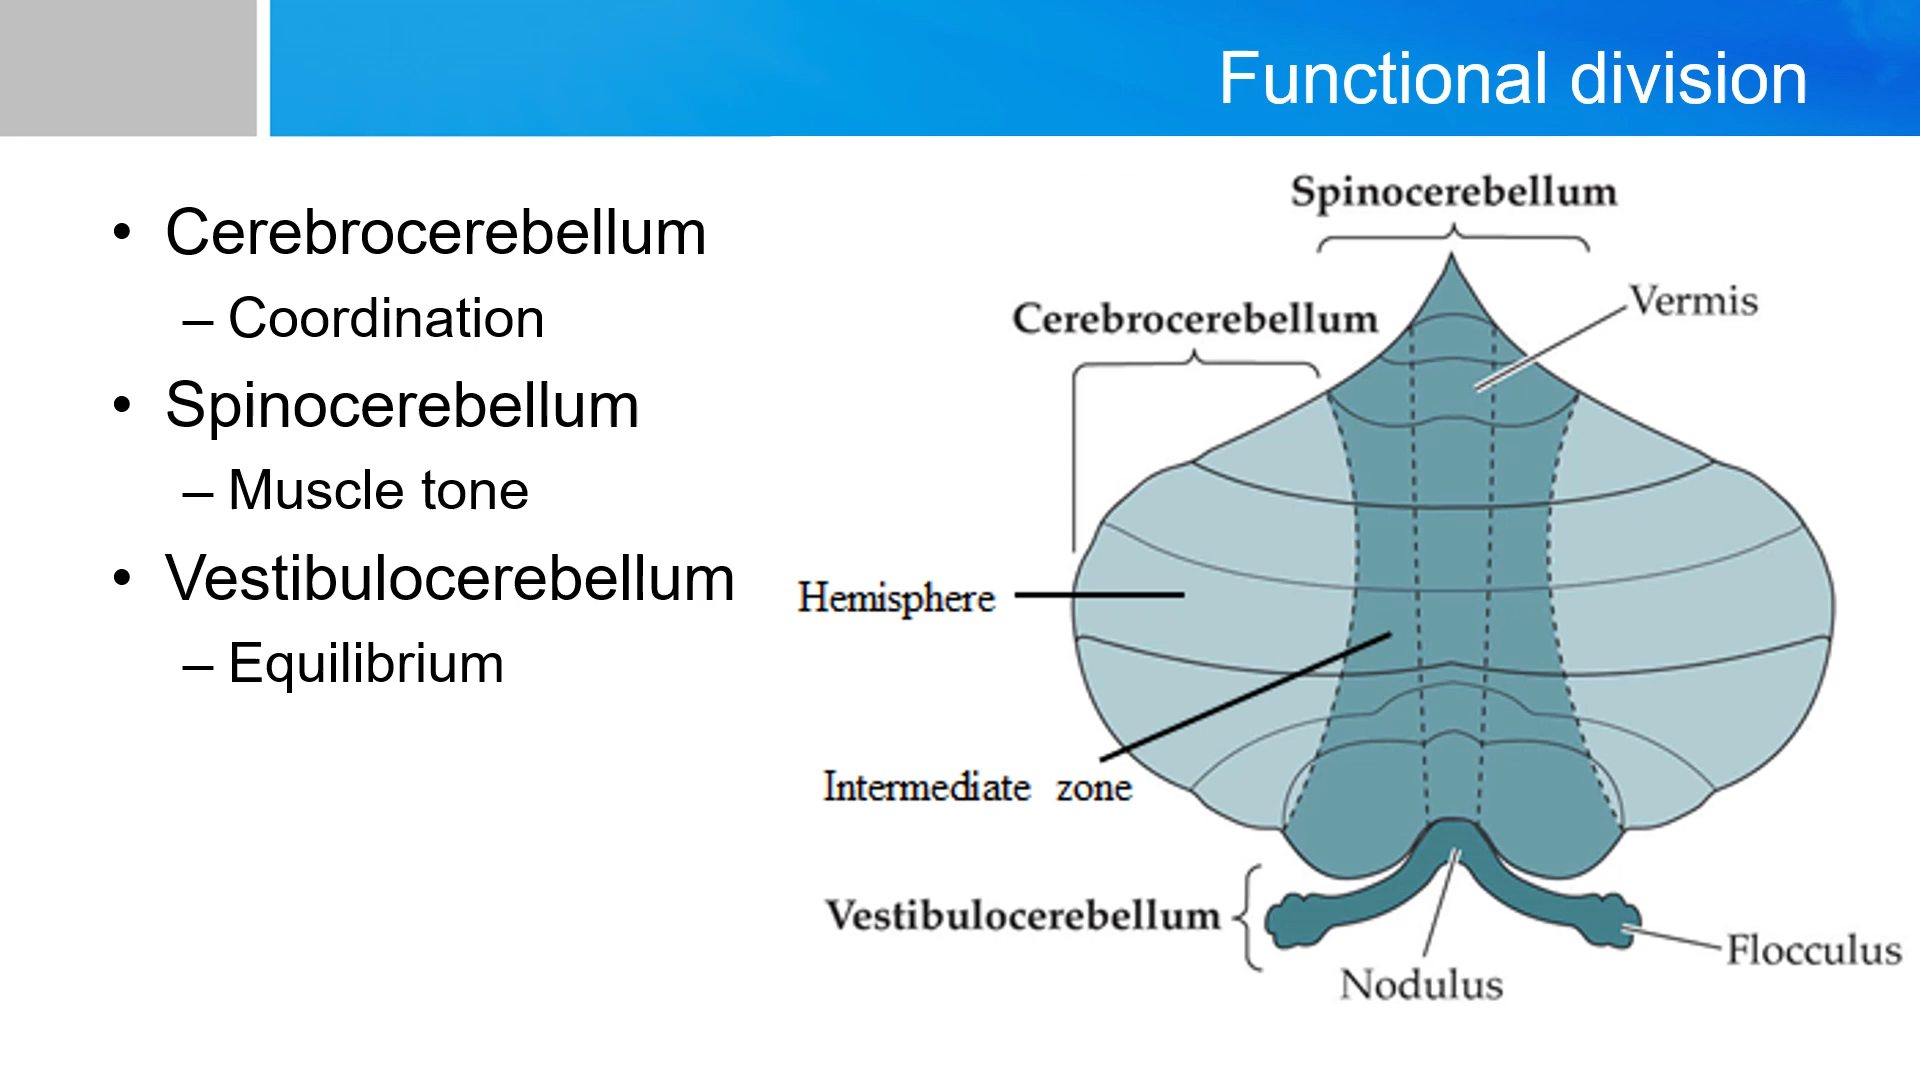 Functional division
• Cerebrocerebellum
– Coordination
• Spinocerebellum
– Muscle tone
• Vestibulocerebellum
– Equilibrium
Spinocerebellum
Vermis
Cerebrocerebellum
Hemisphere
Intermediate zone
Vestibulocerebellum
Flocculus
Nodulus